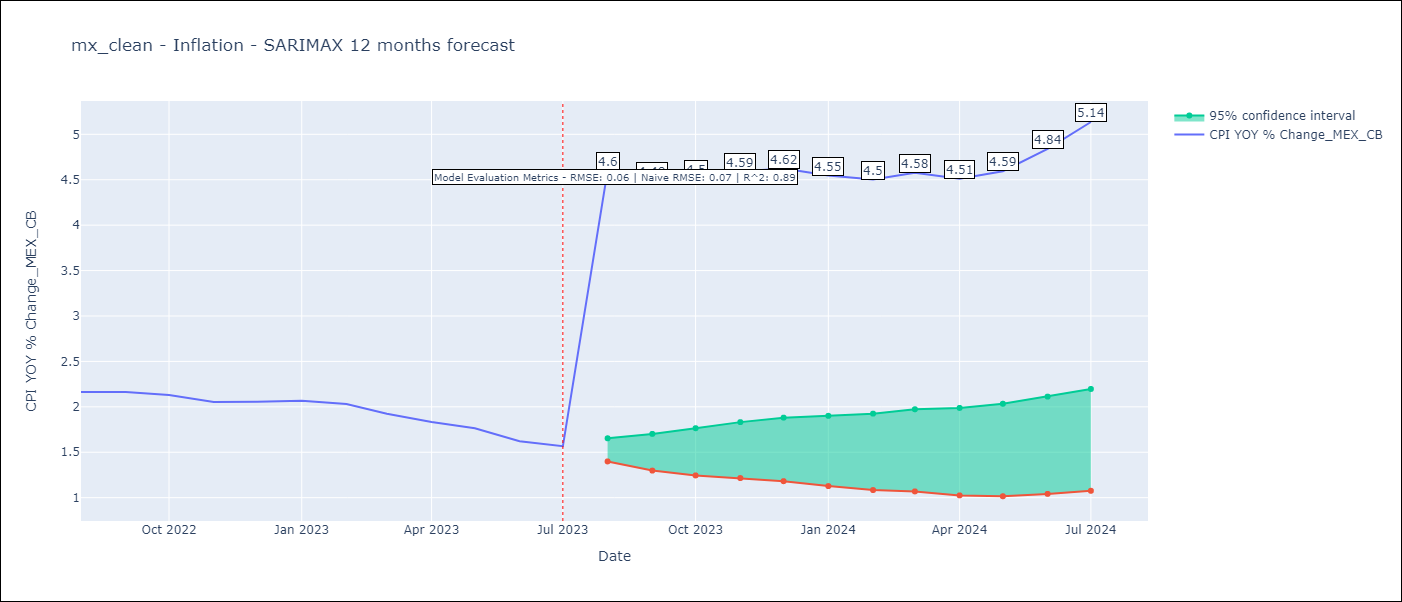 mx_clean - Inflation - SARIMAX 12 months forecast
95% confidence interval
CPI YOY % Change_MEX_CB
CPI YOY % Change_MEX_CB
5
4.5
4
3.5
3
2.5
2
1.5
1
4.6
4.59
4.62
4.55
4.5
4.58
4.51
4.59
4.84
5.14
Model Evaluation Metrics - RMSE: 0.06 | Naive RMSE: 0.07 | R^2: 0.89
Oct 2022
Jan 2023
Apr 2023
Jul 2023
Oct 2023
Jan 2024
Apr 2024
Jul 2024
Date